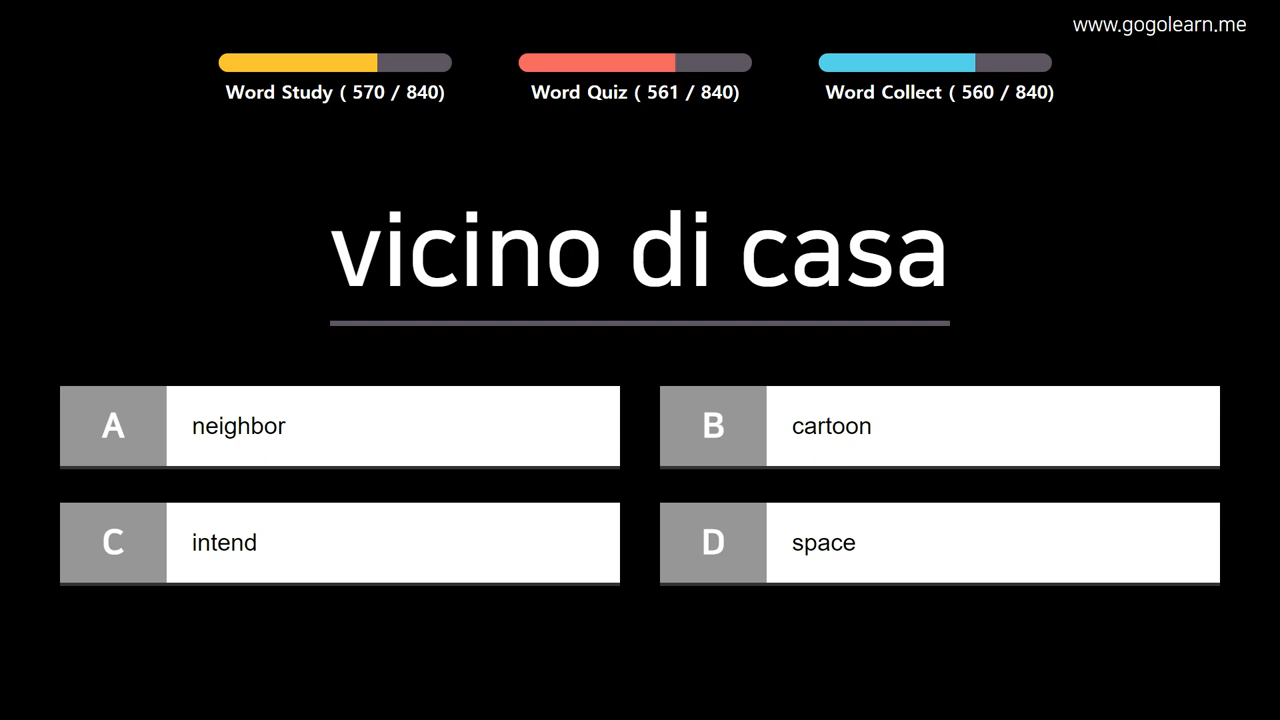 www.gogolearn.me
Word Study ( 570 / 840)
Word Quiz ( 561 / 840)
Word Collect ( 560 / 840)
vicino di casa
A neighbor
B cartoon
C intend
D space